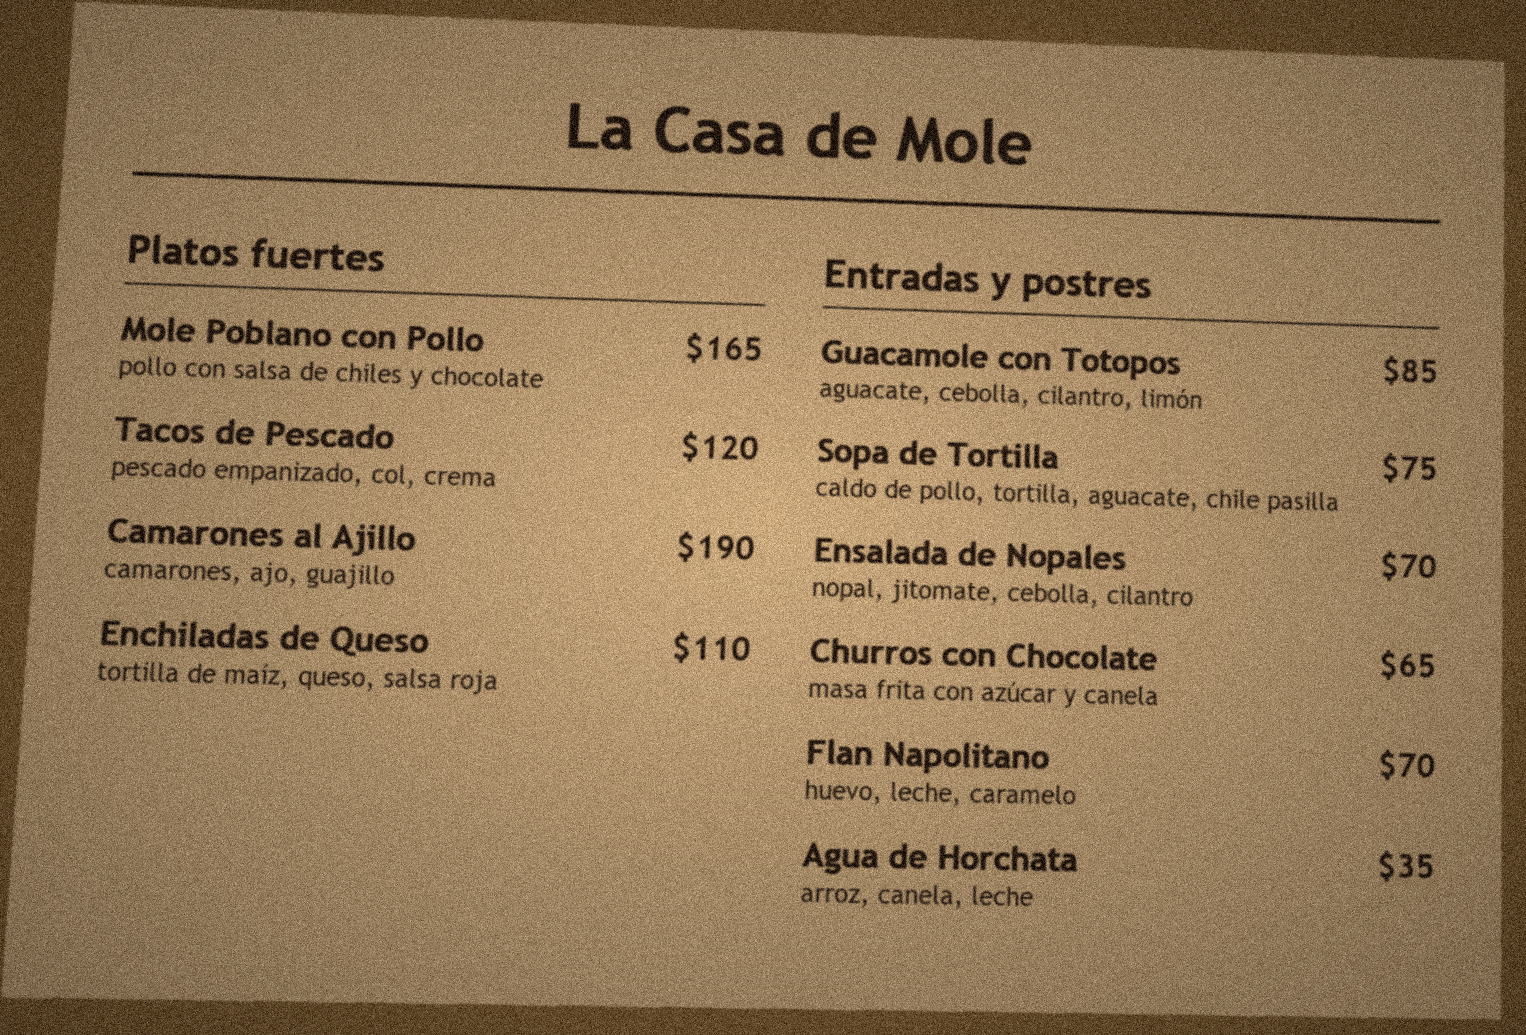 La Casa de Mole
Platos fuertes
Mole Poblano con Pollo $165
pollo con salsa de chiles y chocolate
Tacos de Pescado $120
pescado empanizado, col, crema
Camarones al Ajillo $190
camarones, ajo, guajillo
Enchiladas de Queso $110
tortilla de maíz, queso, salsa roja
Entradas y postres
Guacamole con Totopos $85
aguacate, cebolla, cilantro, limón
Sopa de Tortilla $75
caldo de pollo, tortilla, aguacate, chile pasilla
Ensalada de Nopales $70
nopal, jitomate, cebolla, cilantro
Churros con Chocolate $65
masa frita con azúcar y canela
Flan Napolitano $70
huevo, leche, caramelo
Agua de Horchata $35
arroz, canela, leche